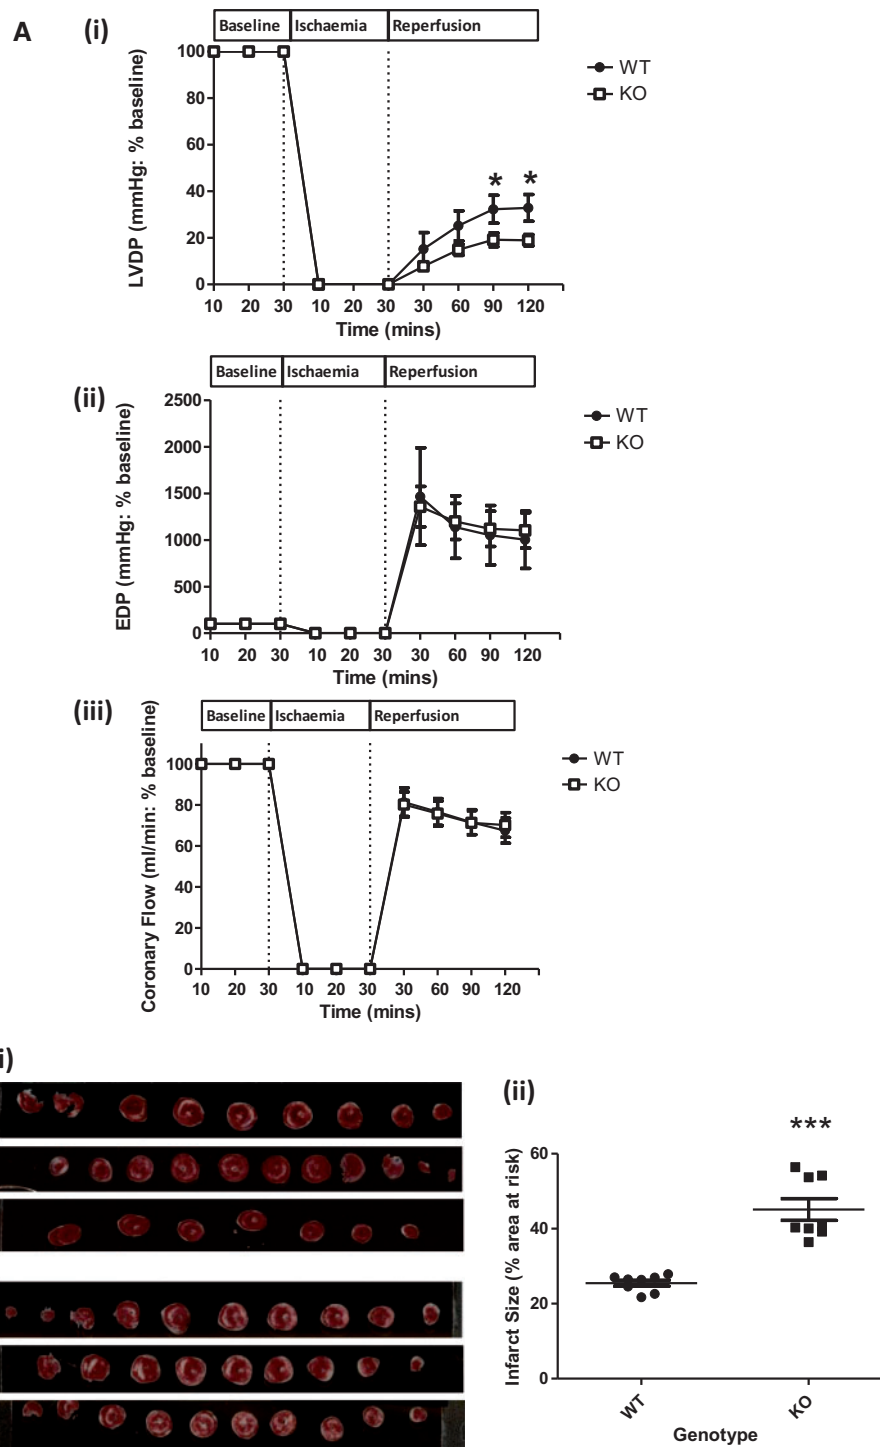 A
(i)
Baseline Ischaemia Reperfusion
LVDP (mmHg: % baseline)
100
80
60
40
20
0
* *
WT
KO
10 20 30 10 20 30 30 60 90 120
Time (mins)
(ii)
Baseline Ischaemia Reperfusion
EDP (mmHg: % baseline)
2500
2000
1500
1000
500
0
WT
KO
10 20 30 10 20 30 30 60 90 120
Time (mins)
(iii)
Baseline Ischaemia Reperfusion
Coronary Flow (ml/min: % baseline)
100
80
60
40
20
0
WT
KO
10 20 30 10 20 30 30 60 90 120
Time (mins)
i)
(ii)
***
Infarct Size (% area at risk)
60
40
20
0
WT KO
Genotype